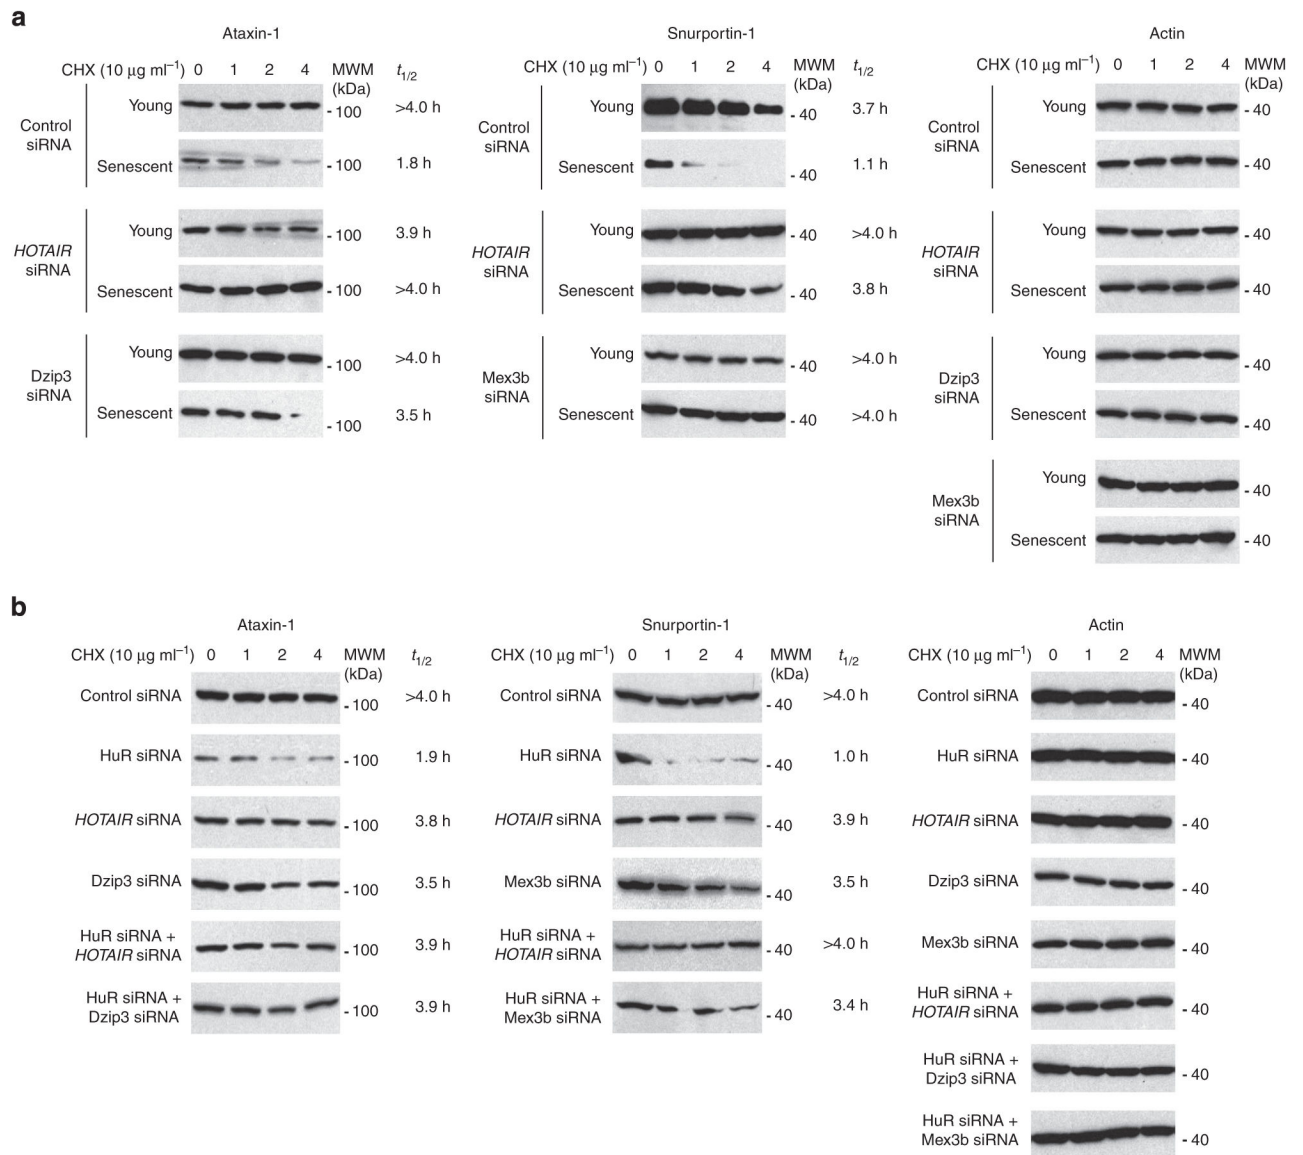 a
Ataxin-1
CHX (10 μg ml⁻¹) 0 1 2 4 MWM (kDa) t1/2
Control siRNA
Young - 100 >4.0 h
Senescent - 100 1.8 h
HOTAIR siRNA
Young - 100 3.9 h
Senescent - 100 >4.0 h
Dzip3 siRNA
Young - 100 >4.0 h
Senescent - 100 3.5 h
Snurportin-1
CHX (10 μg ml⁻¹) 0 1 2 4 MWM (kDa) t1/2
Control siRNA
Young - 40 3.7 h
Senescent - 40 1.1 h
HOTAIR siRNA
Young - 40 >4.0 h
Senescent - 40 3.8 h
Mex3b siRNA
Young - 40 >4.0 h
Senescent - 40 >4.0 h
Actin
CHX (10 μg ml⁻¹) 0 1 2 4 MWM (kDa)
Control siRNA
Young - 40
Senescent - 40
HOTAIR siRNA
Young - 40
Senescent - 40
Dzip3 siRNA
Young - 40
Senescent - 40
Mex3b siRNA
Young - 40
Senescent - 40
b
Ataxin-1
CHX (10 μg ml⁻¹) 0 1 2 4 MWM (kDa) t1/2
Control siRNA - 100 >4.0 h
HuR siRNA - 100 1.9 h
HOTAIR siRNA - 100 3.8 h
Dzip3 siRNA - 100 3.5 h
HuR siRNA +
HOTAIR siRNA - 100 3.9 h
HuR siRNA +
Dzip3 siRNA - 100 3.9 h
Snurportin-1
CHX (10 μg ml⁻¹) 0 1 2 4 MWM (kDa) t1/2
Control siRNA - 40 >4.0 h
HuR siRNA - 40 1.0 h
HOTAIR siRNA - 40 3.9 h
Mex3b siRNA - 40 3.5 h
HuR siRNA +
HOTAIR siRNA - 40 >4.0 h
HuR siRNA +
Mex3b siRNA - 40 3.4 h
Actin
CHX (10 μg ml⁻¹) 0 1 2 4 MWM (kDa)
Control siRNA - 40
HuR siRNA - 40
HOTAIR siRNA - 40
Dzip3 siRNA - 40
Mex3b siRNA - 40
HuR siRNA +
HOTAIR siRNA - 40
HuR siRNA +
Dzip3 siRNA - 40
HuR siRNA +
Mex3b siRNA - 40